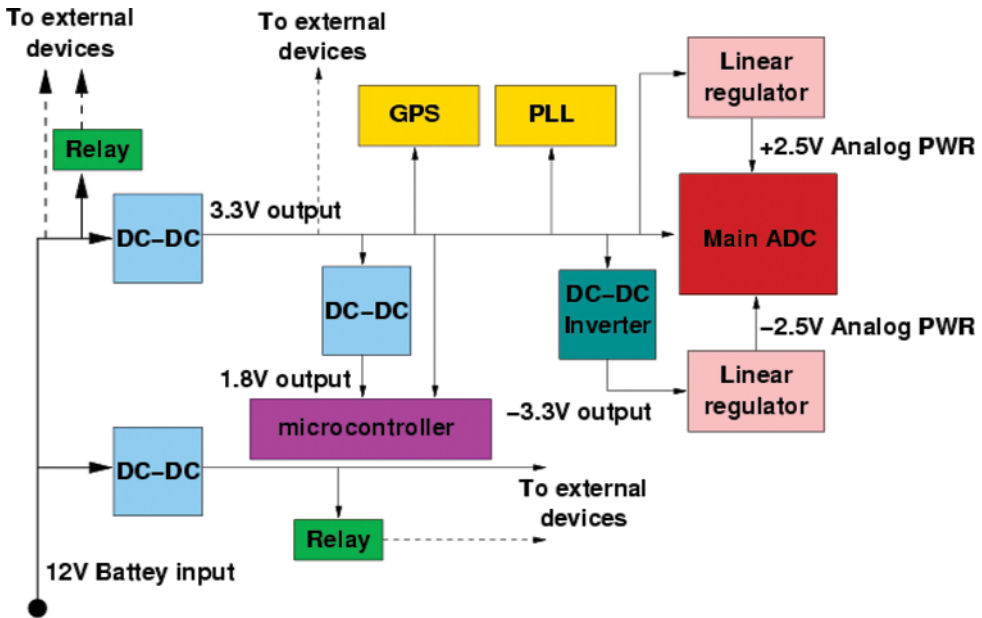 To external
devices
To external
devices
GPS
PLL
Linear
regulator
Relay
+2.5V Analog PWR
3.3V output
DC−DC
Main ADC
DC−DC
DC−DC
Inverter
−2.5V Analog PWR
1.8V output
Linear
regulator
−3.3V output
microcontroller
DC−DC
To external
devices
Relay
12V Battey input